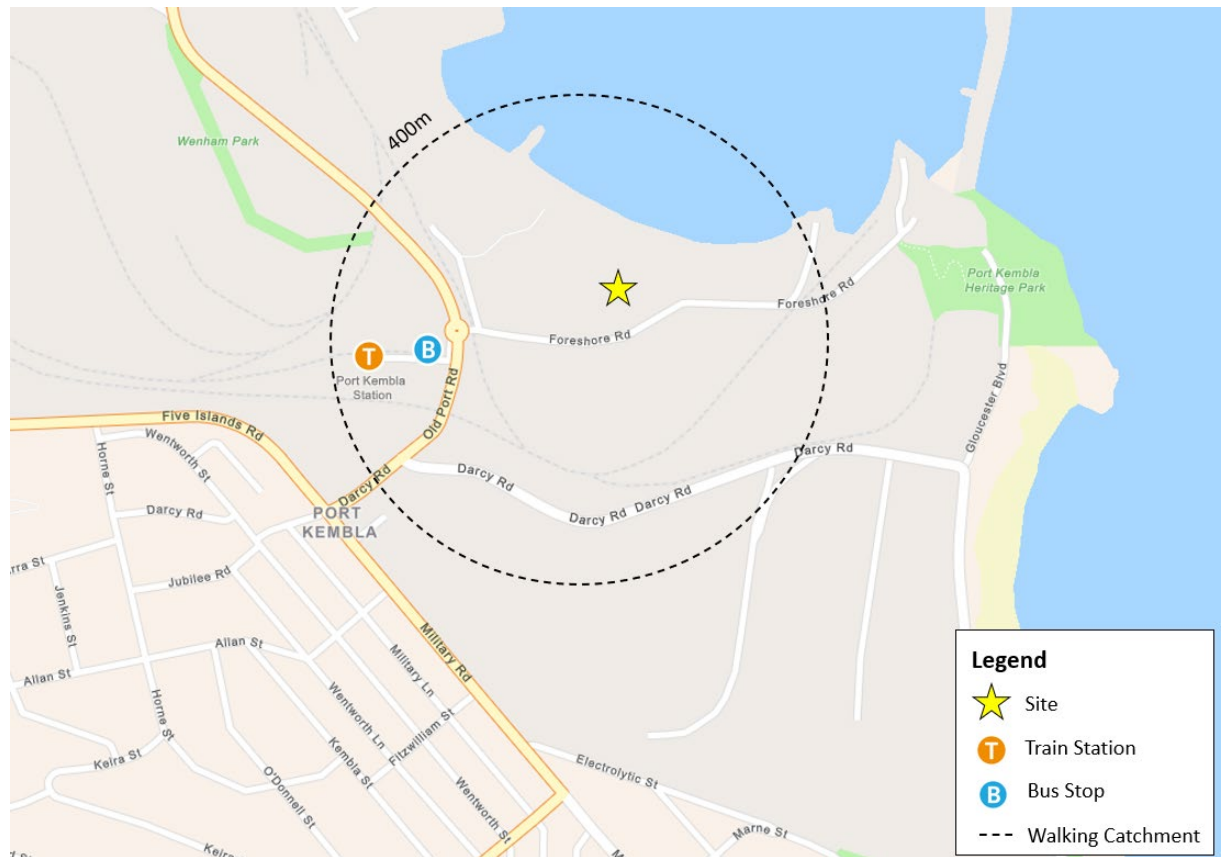 400m
Wenham Park
Port Kembla
Heritage Park
Foreshore Rd
Foreshore Rd
T
B
Port Kembla
Station
Old Port Rd
Gloucester Blvd
Five Islands Rd
Wentworth St
Horne St
Darcy Rd
Darcy Rd
Darcy Rd
Darcy Rd
Darcy Rd
Darcy Rd
PORT
KEMBLA
Jubilee Rd
Jenkins St
Allan St
Allan St
Military Rd
Military Ln
Wentworth Ln
Fitzwilliam St
Horne St
Keira St
Kembla St
O'Donnell St
Wentworth St
Electrolytic St
Marne St
Legend
Site
T Train Station
B Bus Stop
Walking Catchment